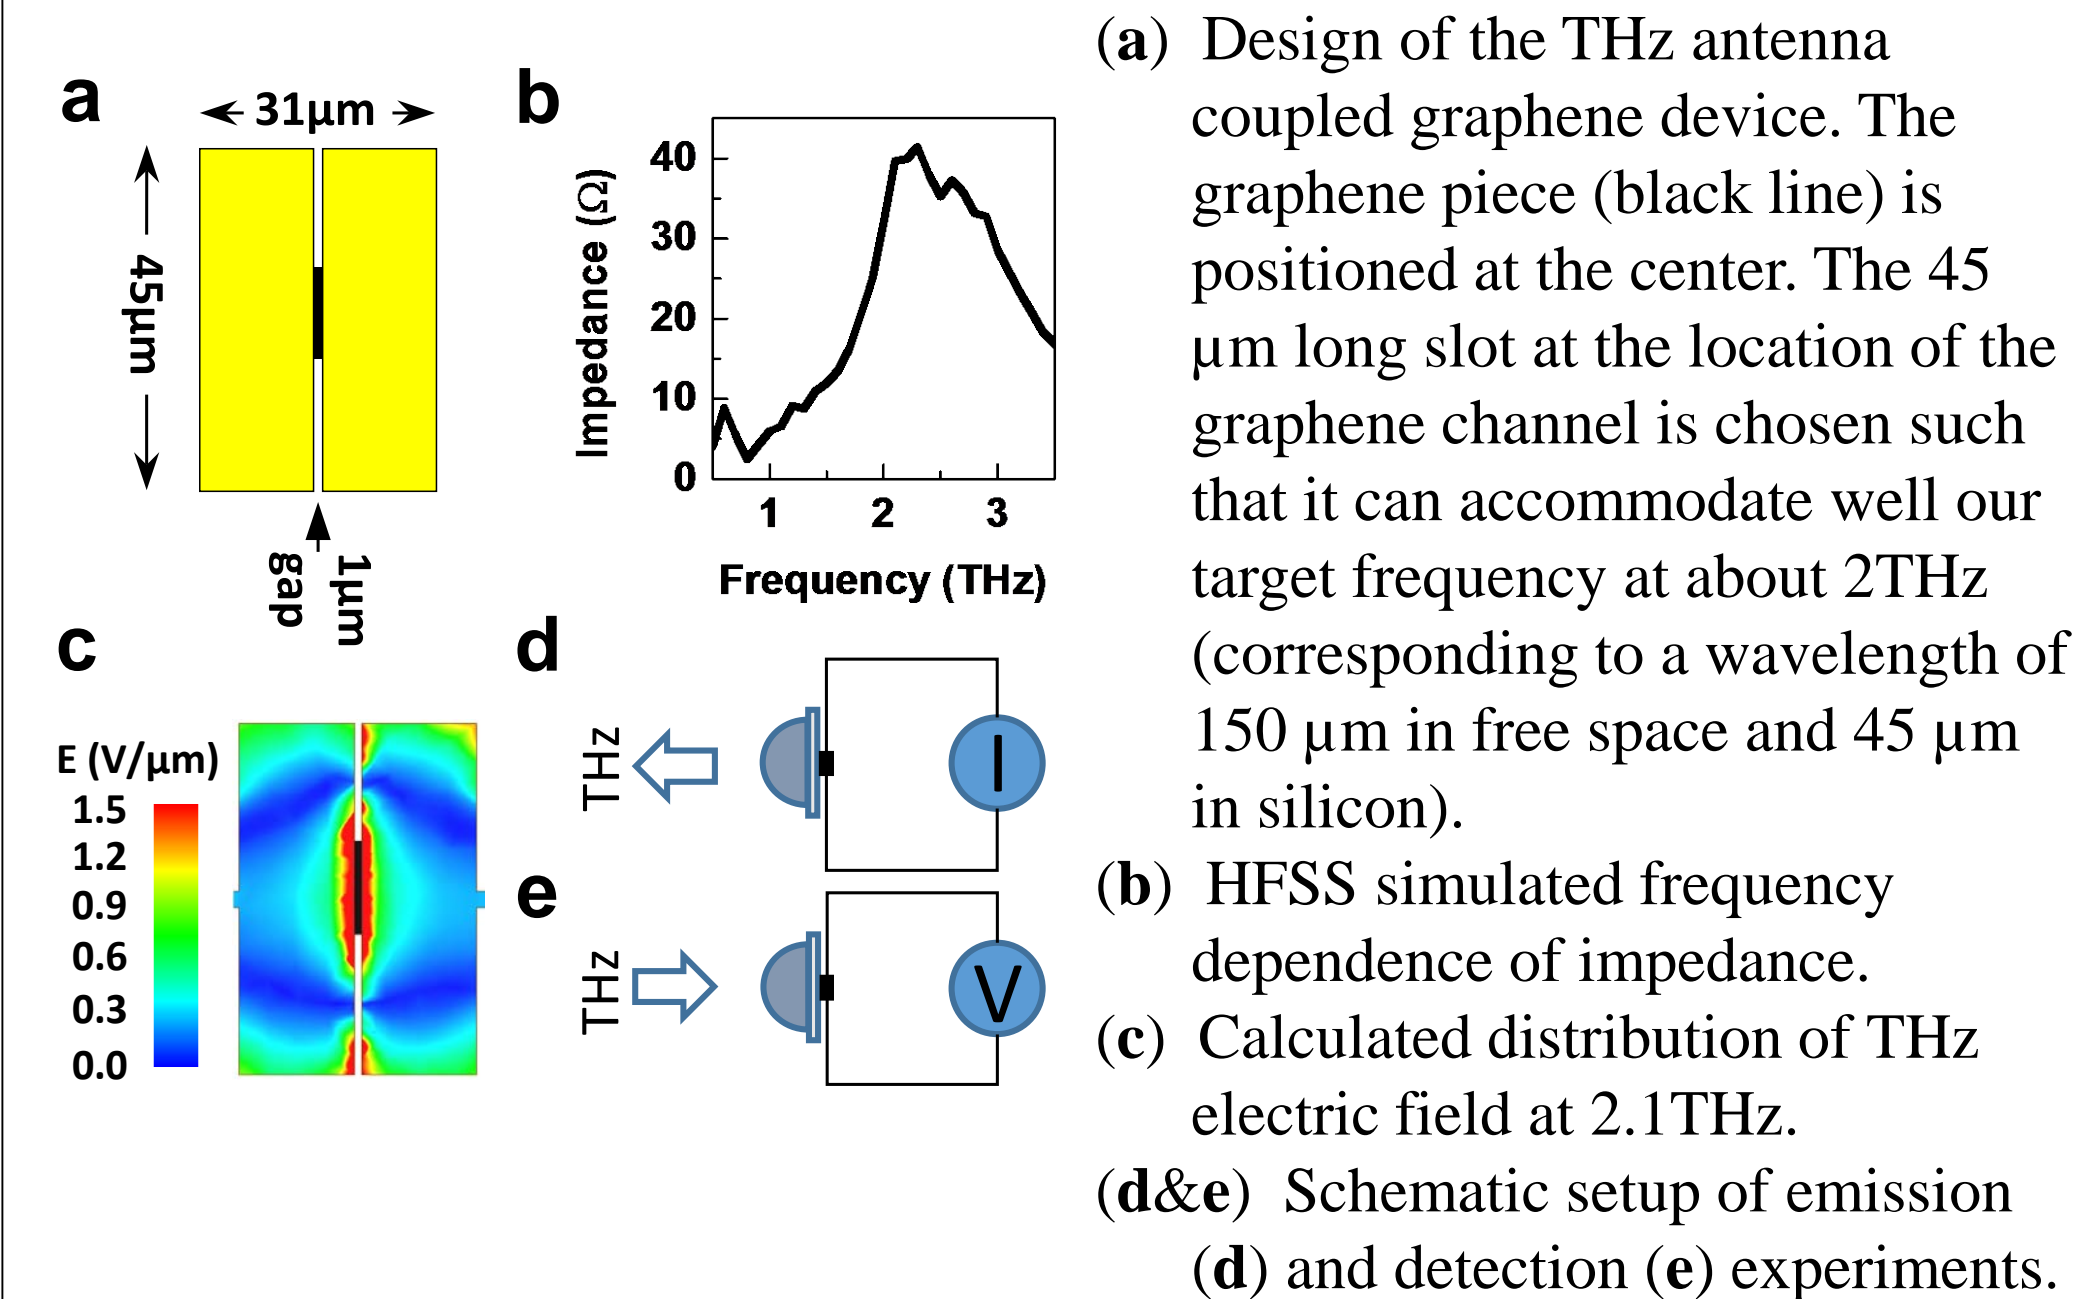 a
31µm
45µm
1µm
gap
b
Impedance (Ω)
40
30
20
10
0
1 2 3
Frequency (THz)
c
E (V/µm)
1.5
1.2
0.9
0.6
0.3
0.0
d
THz
I
e
THz
V
(a) Design of the THz antenna
coupled graphene device. The
graphene piece (black line) is
positioned at the center. The 45
µm long slot at the location of the
graphene channel is chosen such
that it can accommodate well our
target frequency at about 2THz
(corresponding to a wavelength of
150 µm in free space and 45 µm
in silicon).
(b) HFSS simulated frequency
dependence of impedance.
(c) Calculated distribution of THz
electric field at 2.1THz.
(d&e) Schematic setup of emission
(d) and detection (e) experiments.